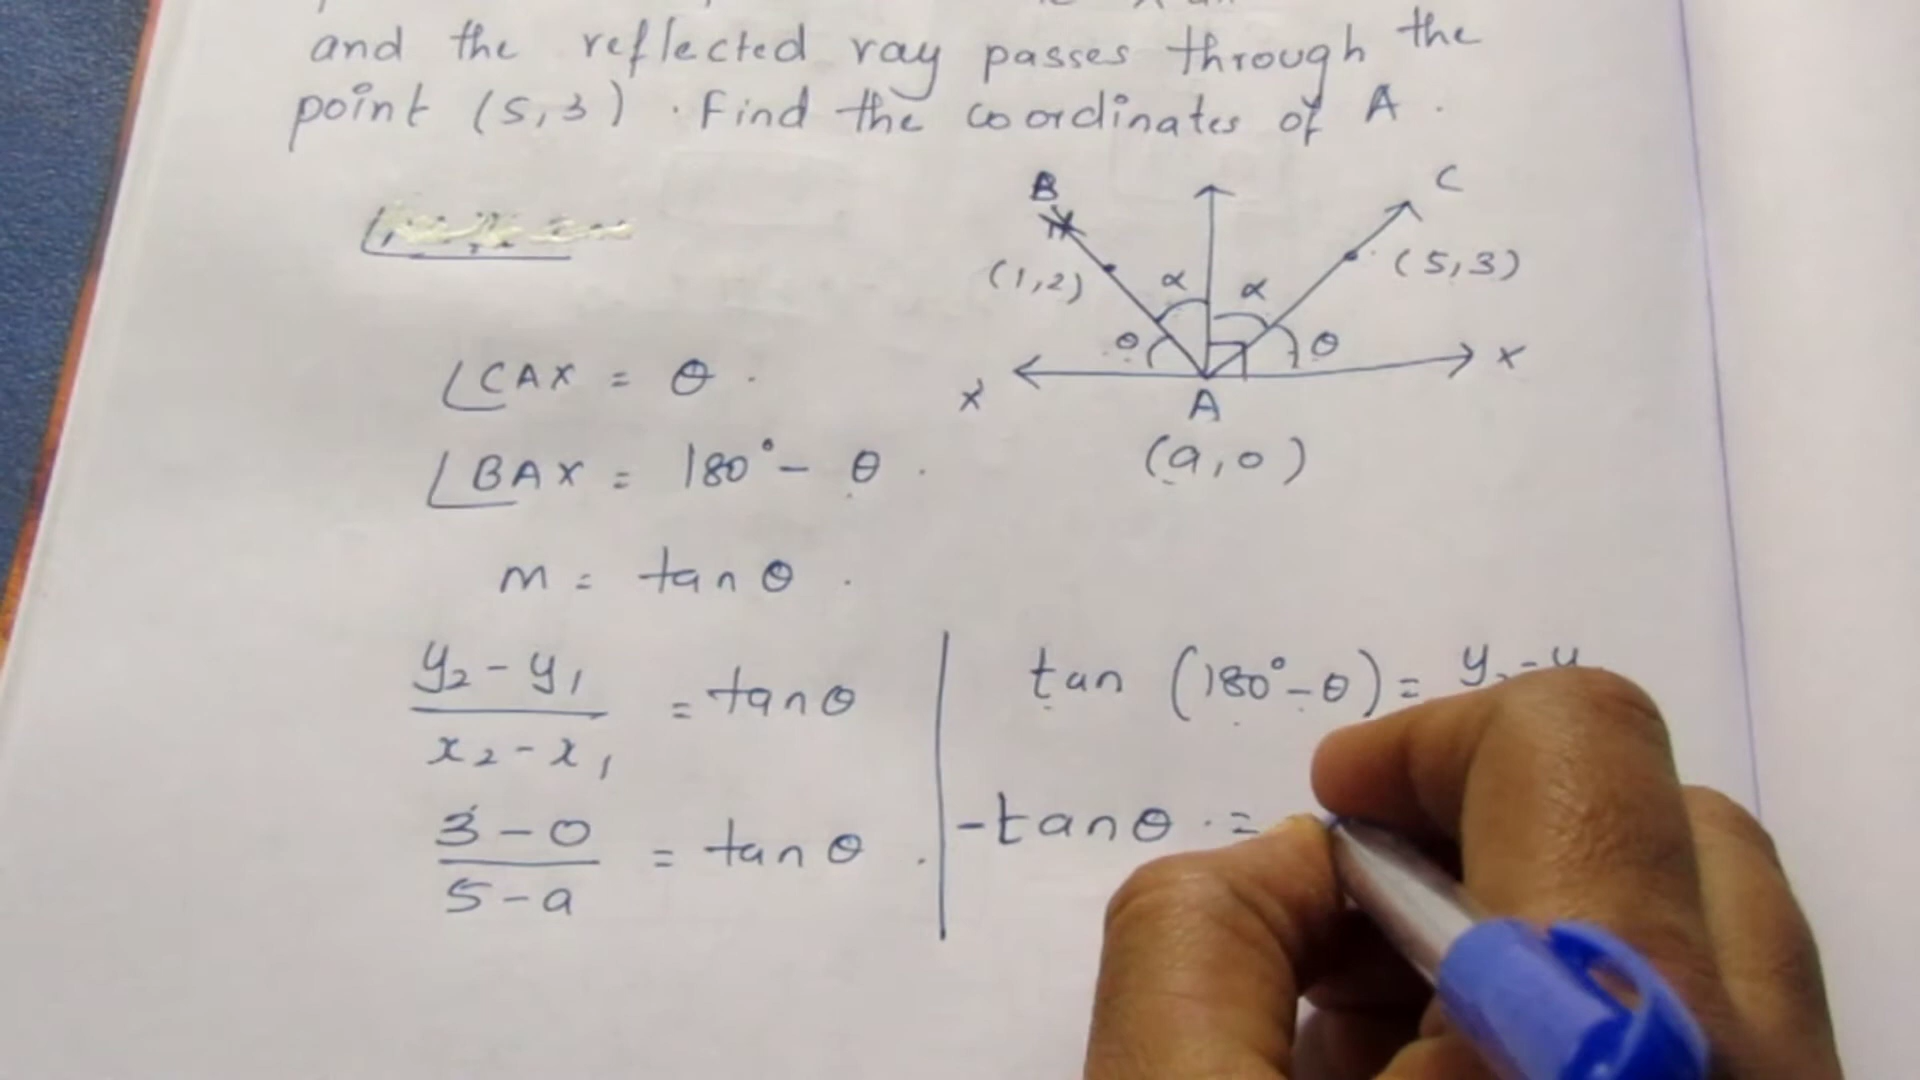 and the reflected ray passes through the
point (5,3). Find the coordinates of A.
B
C
(1,2)
α
α
(5,3)
θ
θ
X
X'
A
(a,0)
∠CAX = θ.
∠BAX = 180° - θ.
m = tan θ.
y₂ - y₁ / x₂ - x₁ = tan θ
tan (180° - θ) = y₂ - y
3 - 0 / 5 - a = tan θ.
- tan θ. =